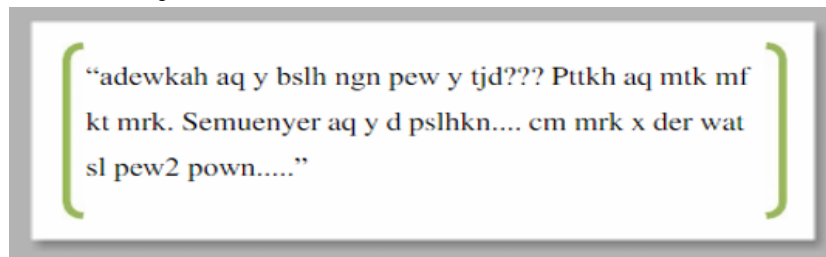 “adewkah aq y bslh ngn pew y tjd??? Pttkh aq mtk mf
kt mrk. Semuenyer aq y d pslhkn.... cm mrk x der wat
sl pew2 pown.....”